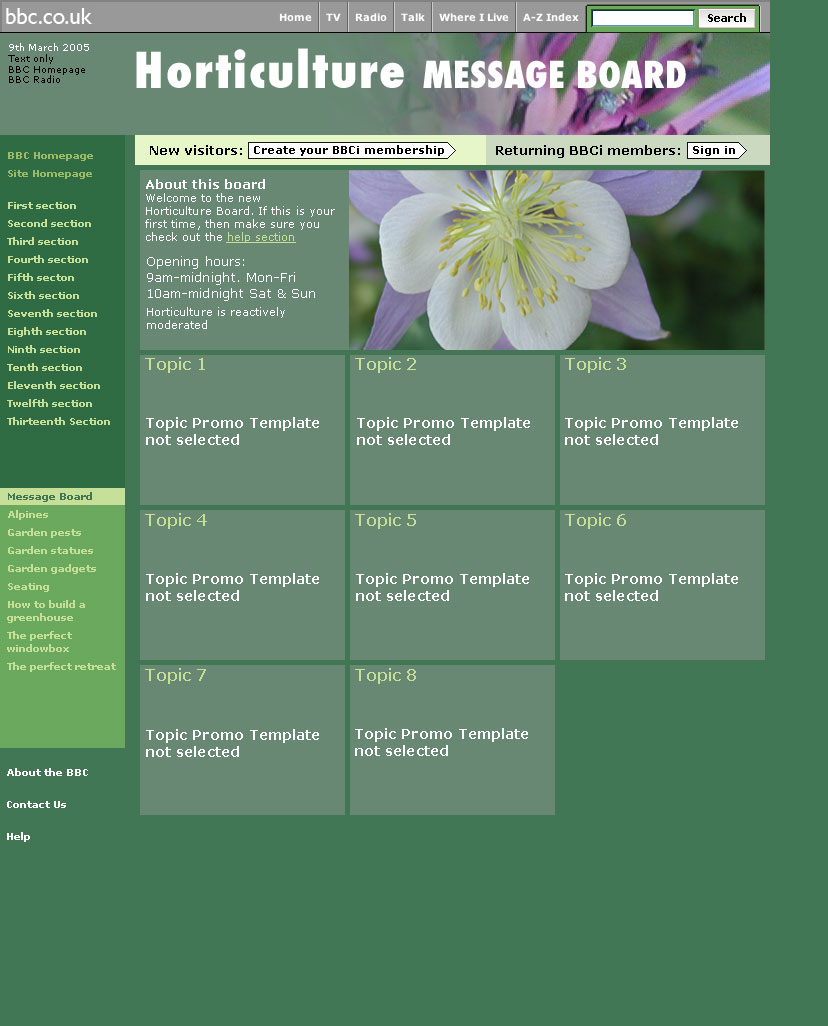 bbc.co.uk
Home
TV
Radio
Talk
Where I Live
A-Z Index
Search
9th March 2005
Text only
BBC Homepage
BBC Radio
Horticulture MESSAGE BOARD
New visitors: Create your BBCi membership
Returning BBCi members: Sign in
BBC Homepage
Site Homepage
First section
Second section
Third section
Fourth section
Fifth secton
Sixth section
Seventh section
Eighth section
Ninth section
Tenth section
Eleventh section
Twelfth section
Thirteenth Section
Message Board
Alpines
Garden pests
Garden statues
Garden gadgets
Seating
How to build a
greenhouse
The perfect
windowbox
The perfect retreat
About the BBC
Contact Us
Help
About this board
Welcome to the new
Horticulture Board. If this is your
first time, then make sure you
check out the help section
Opening hours:
9am-midnight. Mon-Fri
10am-midnight Sat & Sun
Horticulture is reactively
moderated
Topic 1
Topic Promo Template
not selected
Topic 2
Topic Promo Template
not selected
Topic 3
Topic Promo Template
not selected
Topic 4
Topic Promo Template
not selected
Topic 5
Topic Promo Template
not selected
Topic 6
Topic Promo Template
not selected
Topic 7
Topic Promo Template
not selected
Topic 8
Topic Promo Template
not selected